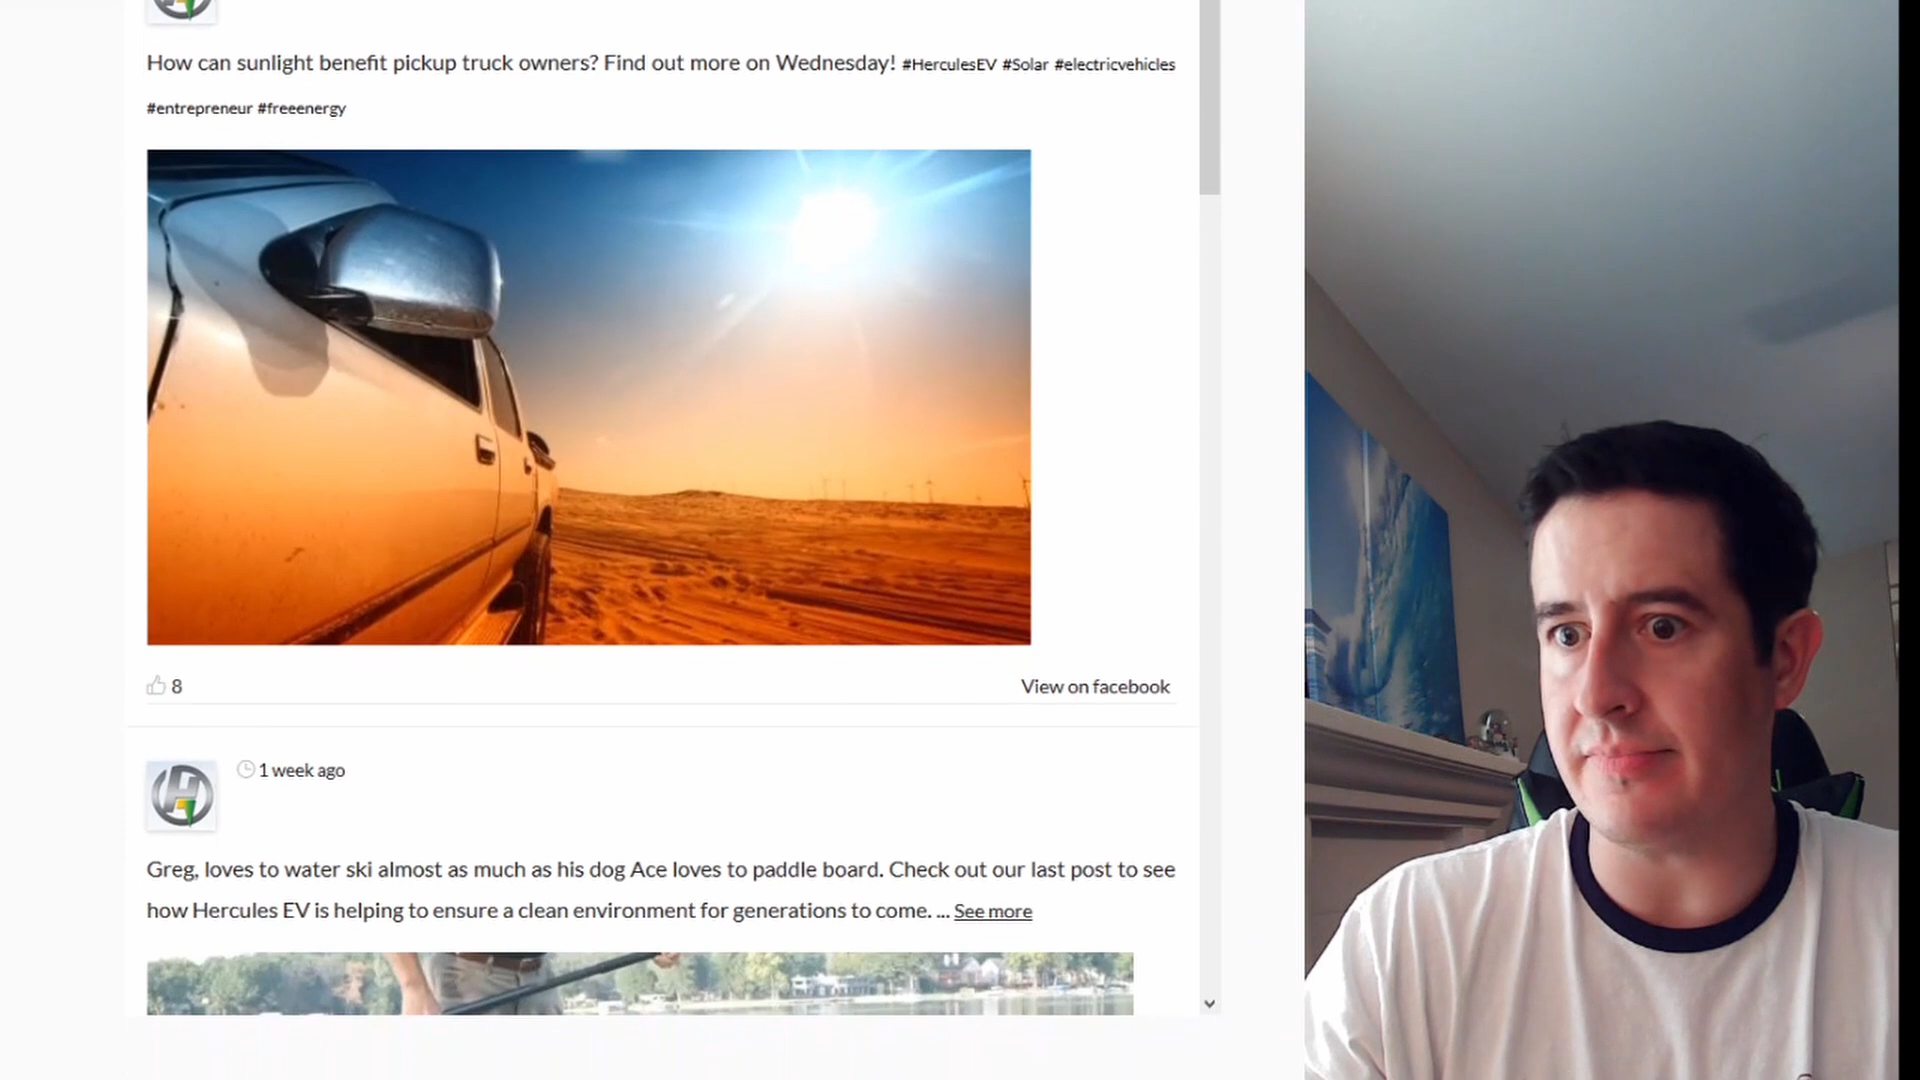 How can sunlight benefit pickup truck owners? Find out more on Wednesday! #HerculesEV #Solar #electricvehicles
#entrepreneur #freeenergy
8
View on facebook
1 week ago
Greg, loves to water ski almost as much as his dog Ace loves to paddle board. Check out our last post to see
how Hercules EV is helping to ensure a clean environment for generations to come. ... See more